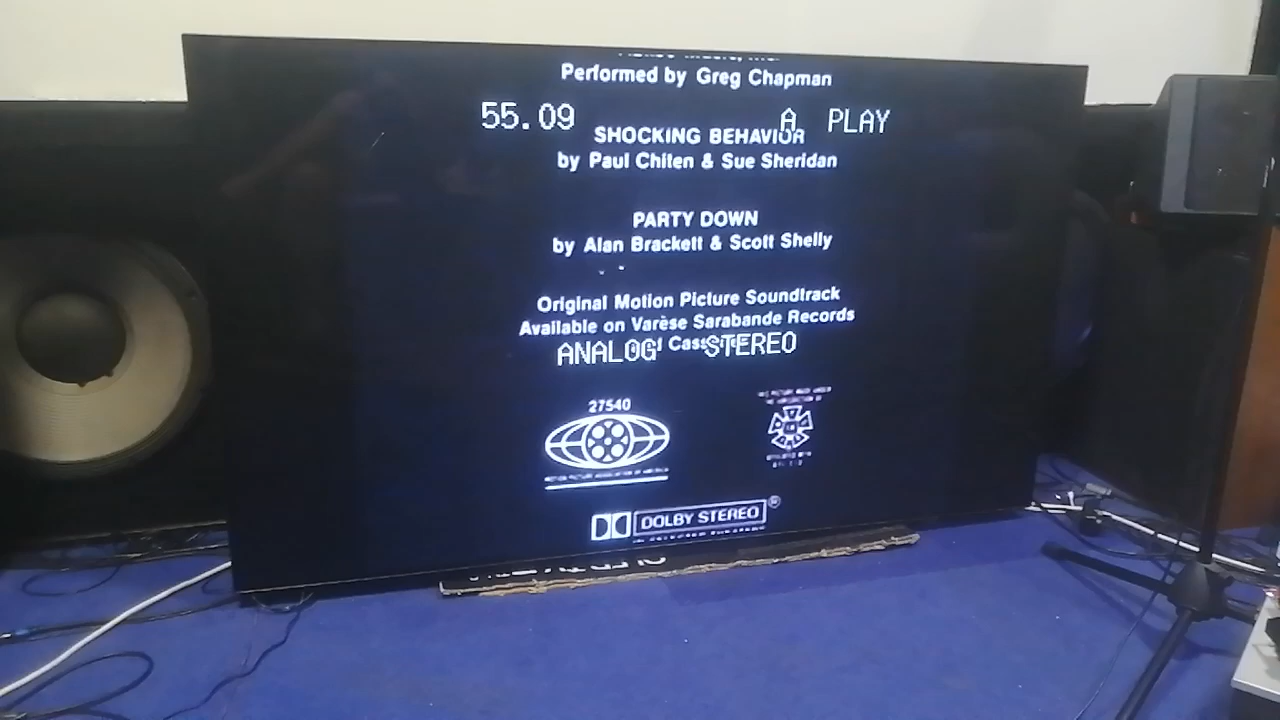 Performed by Greg Chapman
55.09 A PLAY
SHOCKING BEHAVIOR
by Paul Chiten & Sue Sheridan
PARTY DOWN
by Alan Brackett & Scott Shelly
Original Motion Picture Soundtrack
Available on Varèse Sarabande Records
ANALOG STEREO
27540
DOLBY STEREO